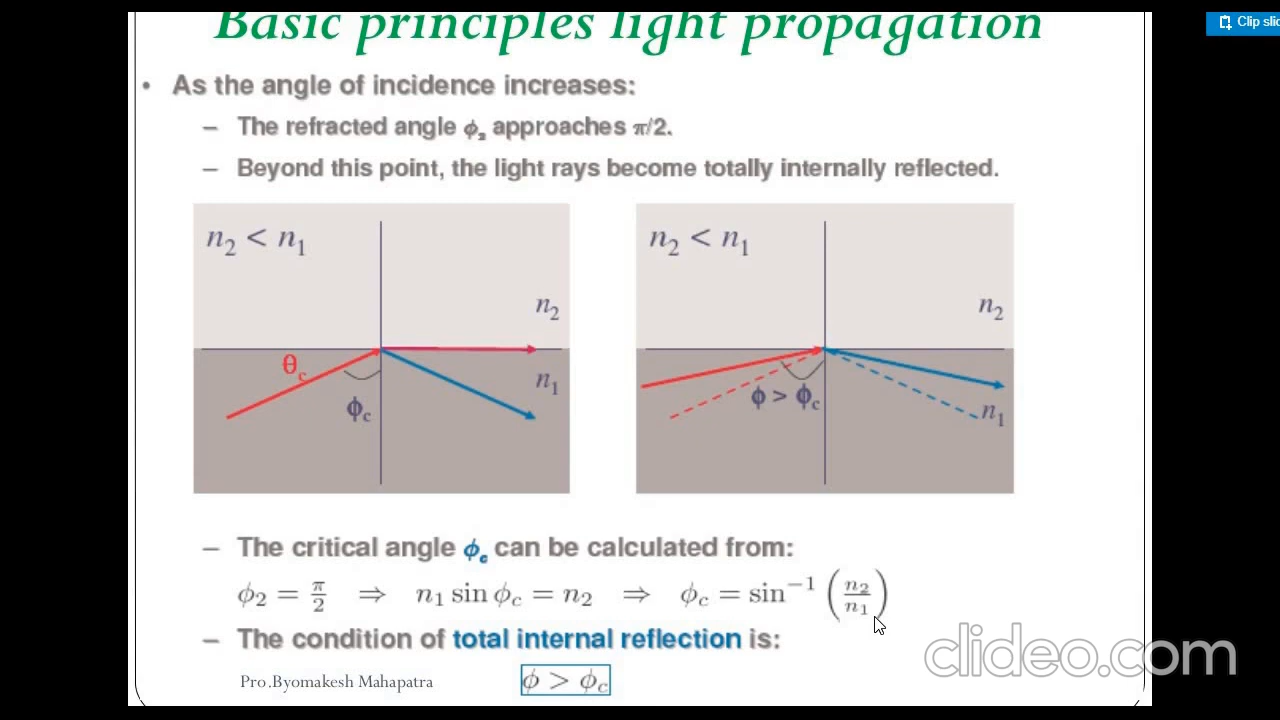 Clip slid
Basic principles light propagation
• As the angle of incidence increases:
– The refracted angle ϕ₂ approaches π/2.
– Beyond this point, the light rays become totally internally reflected.
n₂ < n₁
n₂
θc
n₁
ϕc
n₂ < n₁
n₂
ϕ > ϕc
n₁
– The critical angle ϕc can be calculated from:
ϕ₂ = π/2 ⇒ n₁ sin ϕc = n₂ ⇒ ϕc = sin⁻¹ (n₂/n₁)
– The condition of total internal reflection is:
clideo.com
Pro.Byomakesh Mahapatra
ϕ > ϕc